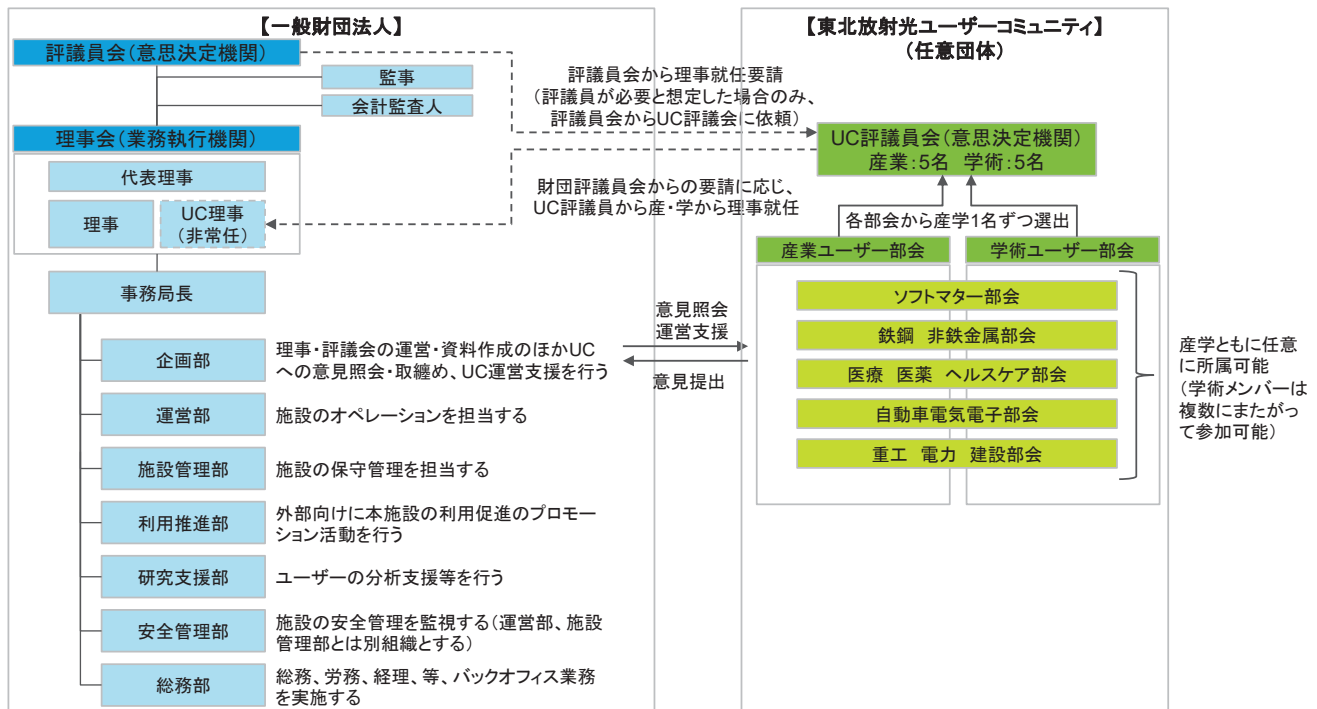 【一般財団法人】
評議員会(意思決定機関)
監事
会計監査人
理事会(業務執行機関)
代表理事
理事
UC理事
(非常任)
事務局長
企画部
理事・評議会の運営・資料作成のほかUC
への意見照会・取纏め、UC運営支援を行う
運営部
施設のオペレーションを担当する
施設管理部
施設の保守管理を担当する
利用推進部
外部向けに本施設の利用促進のプロモー
ション活動を行う
研究支援部
ユーザーの分析支援等を行う
安全管理部
施設の安全管理を監視する(運営部、施設
管理部とは別組織とする)
総務部
総務、労務、経理、等、バックオフィス業務
を実施する
評議員会から理事就任要請
(評議員が必要と想定した場合のみ、
評議員会からUC評議会に依頼)
財団評議員会からの要請に応じ、
UC評議員から産・学から理事就任
意見照会
運営支援
意見提出
【東北放射光ユーザーコミュニティ】
(任意団体)
UC評議員会(意思決定機関)
産業:5名 学術:5名
各部会から産学1名ずつ選出
産業ユーザー部会
学術ユーザー部会
ソフトマター部会
鉄鋼 非鉄金属部会
医療 医薬 ヘルスケア部会
自動車電気電子部会
重工 電力 建設部会
産学ともに任意
に所属可能
(学術メンバーは
複数にまたがっ
て参加可能)